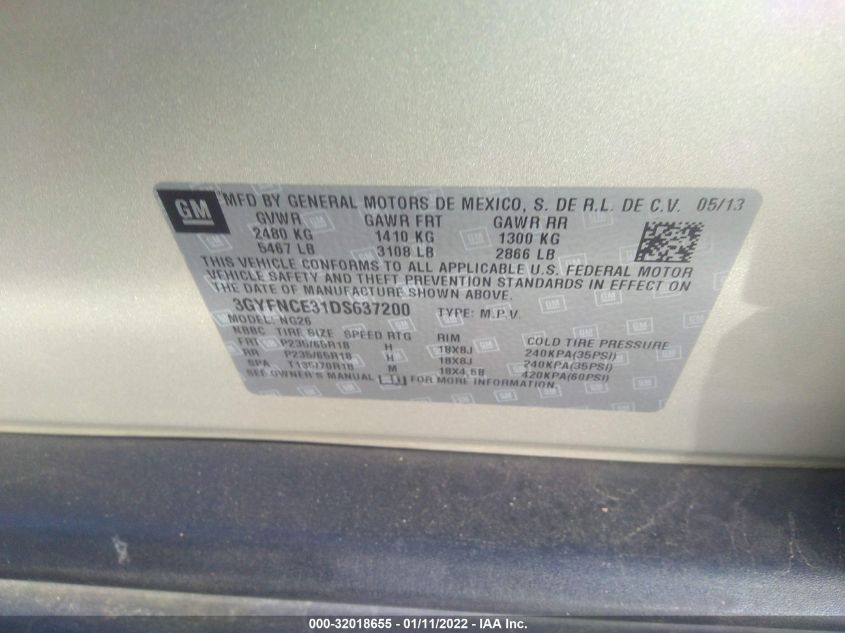 GM
MFD BY GENERAL MOTORS DE MEXICO, S. DE R.L. DE C.V. 05/13
GVWR GAWR FRT GAWR RR
2480 KG 1410 KG 1300 KG
5467 LB 3108 LB 2866 LB
THIS VEHICLE CONFORMS TO ALL APPLICABLE U.S. FEDERAL MOTOR
VEHICLE SAFETY AND THEFT PREVENTION STANDARDS IN EFFECT ON
THE DATE OF MANUFACTURE SHOWN ABOVE.
3GYFNCE31DS637200 TYPE: M.P.V.
MODEL: NG26
KBBC TIRE SIZE SPEED RTG RIM COLD TIRE PRESSURE
FRT P235/65R18 H 18X8J 240KPA(35PSI)
RR P235/65R18 H 18X8J 240KPA(35PSI)
SPA T135/70R18 M 18X4.5B 420KPA(60PSI)
SEE OWNER'S MANUAL FOR MORE INFORMATION
000-32018655 - 01/11/2022 - IAA Inc.